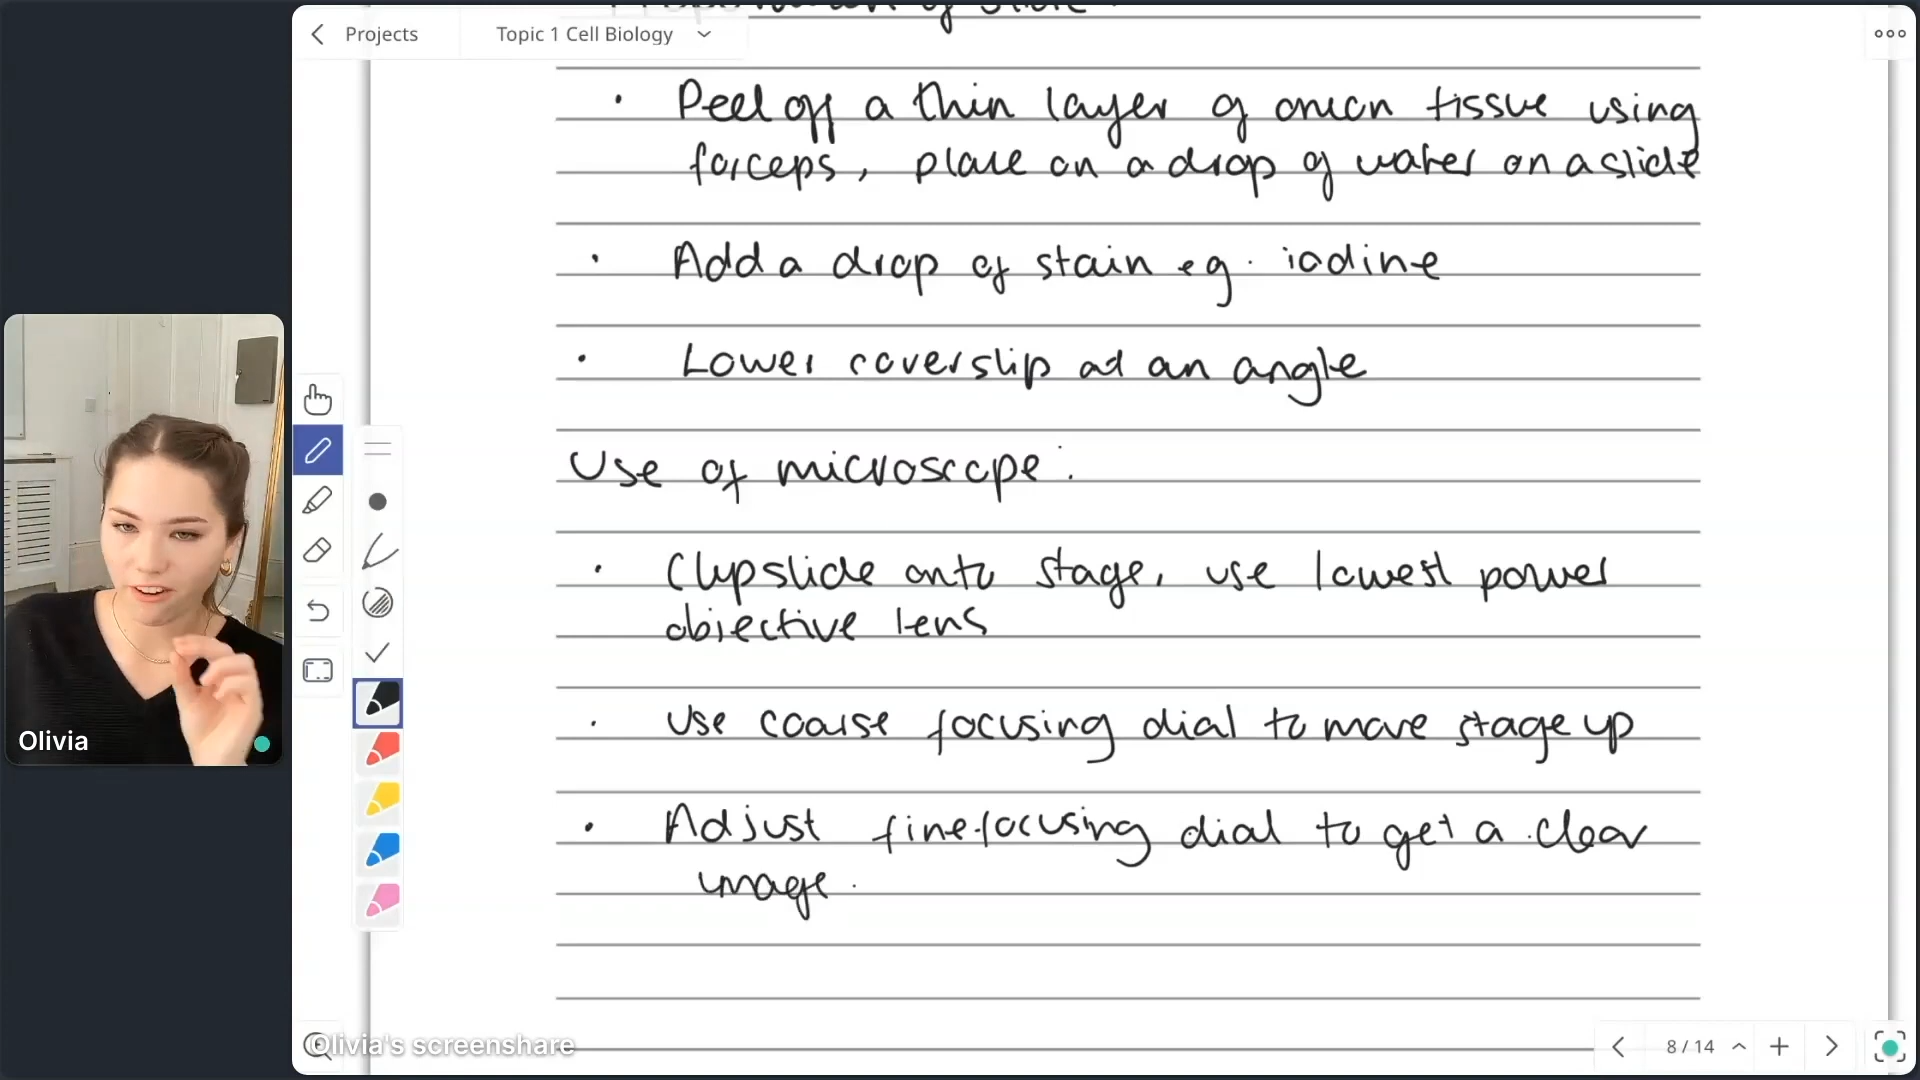 Projects
Topic 1 Cell Biology
of slide
· Peel off a thin layer of onion tissue using
forceps, place on a drop of water on a slide
· Add a drop of stain eg. iodine
· Lower coverslip at an angle
Use of microscope:
· Clip slide onto stage, use lowest power
objective lens
· Use coarse focusing dial to move stage up
· Adjust fine focusing dial to get a clear
image.
Olivia
Olivia's screenshare
8 / 14